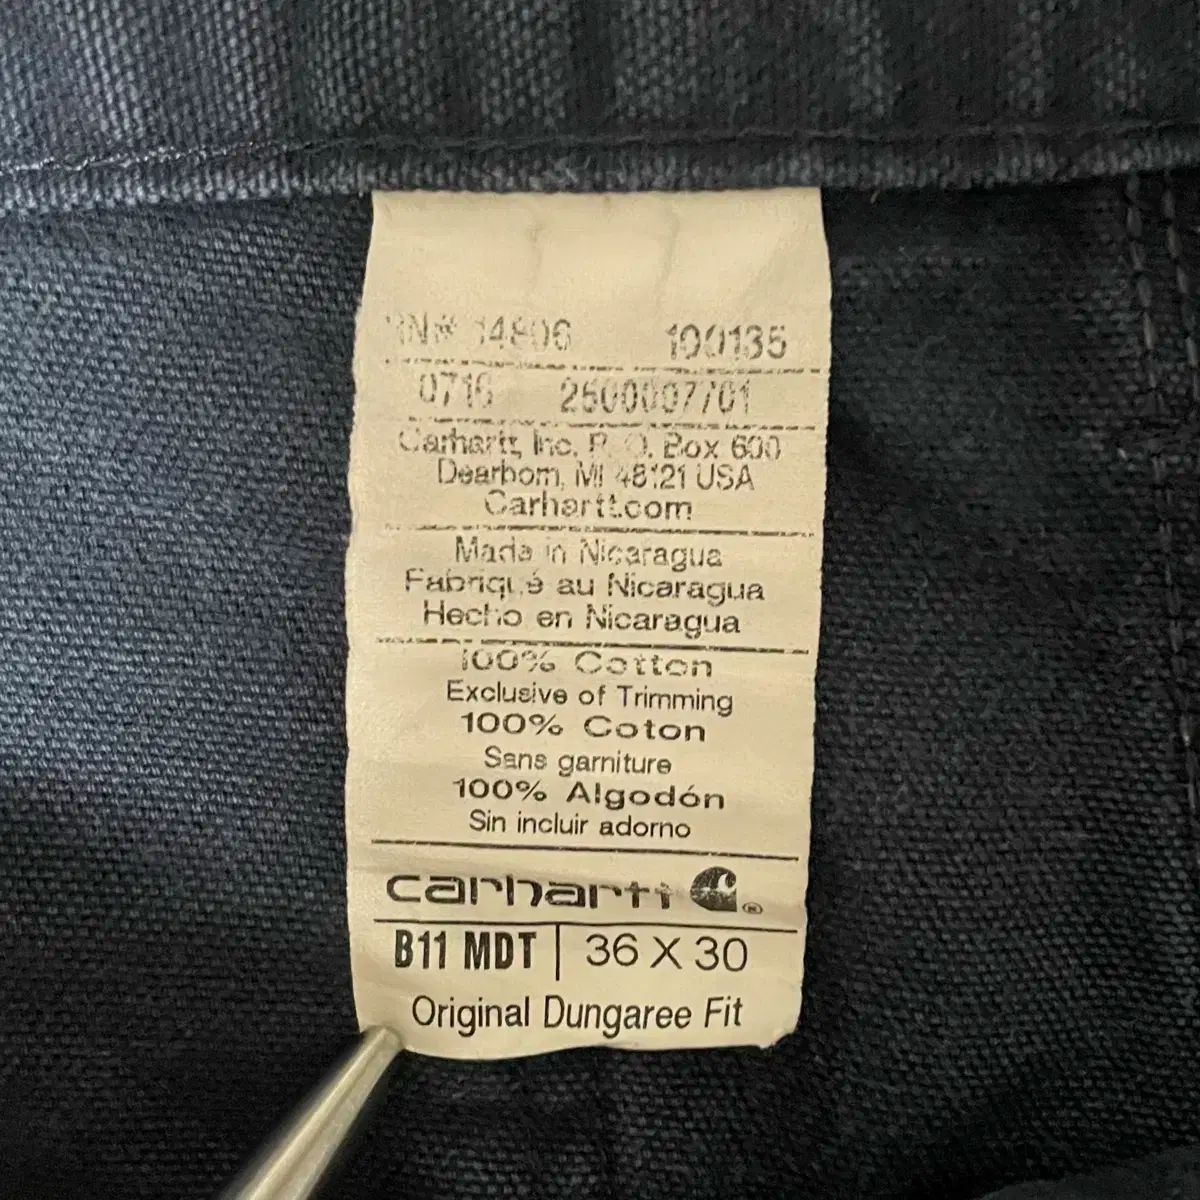 RN# 14806 100135
0716 2600007701
Carhartt, Inc. P. O. Box 600
Dearborn, MI 48121 USA
Carhartt.com
Made in Nicaragua
Fabriqué au Nicaragua
Hecho en Nicaragua
100% Cotton
Exclusive of Trimming
100% Coton
Sans garniture
100% Algodón
Sin incluir adorno
carhartt ®
B11 MDT | 36 X 30
Original Dungaree Fit